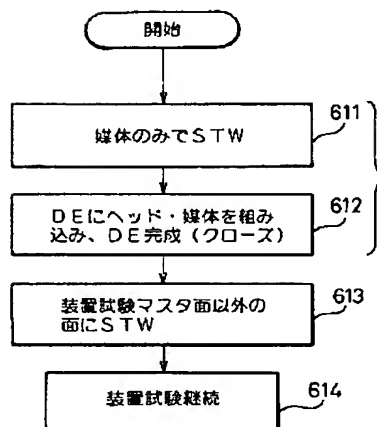 開始
611
媒体のみでSTW
612
DEにヘッド・媒体を組み
込み、DE完成(クローズ)
613
装置試験マスタ面以外の
面にSTW
装置試験継続
614